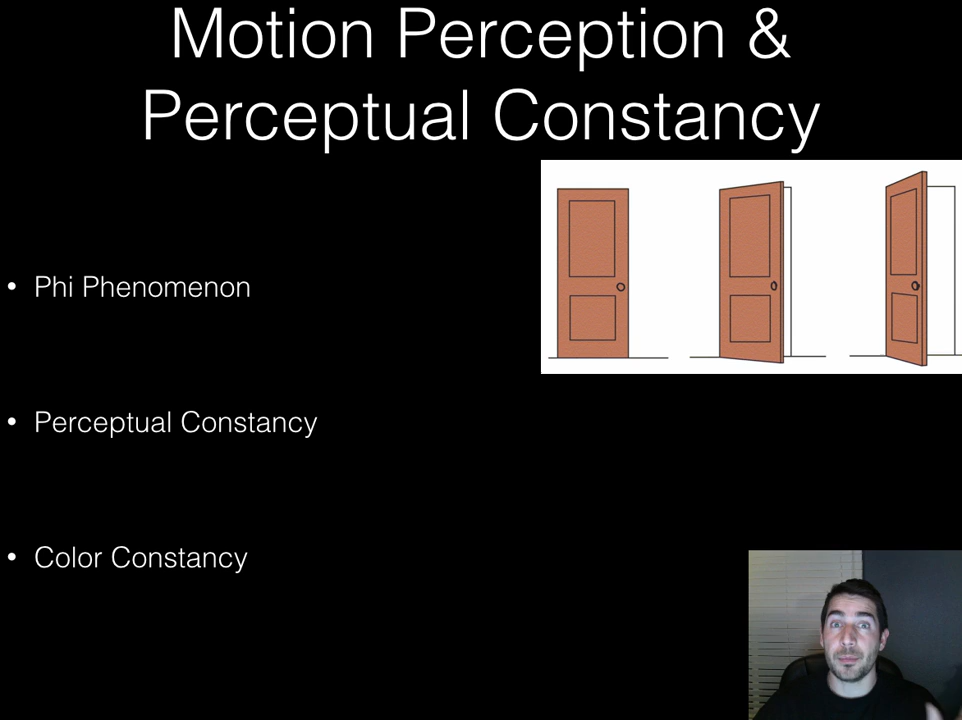 Motion Perception &
Perceptual Constancy
• Phi Phenomenon
• Perceptual Constancy
• Color Constancy